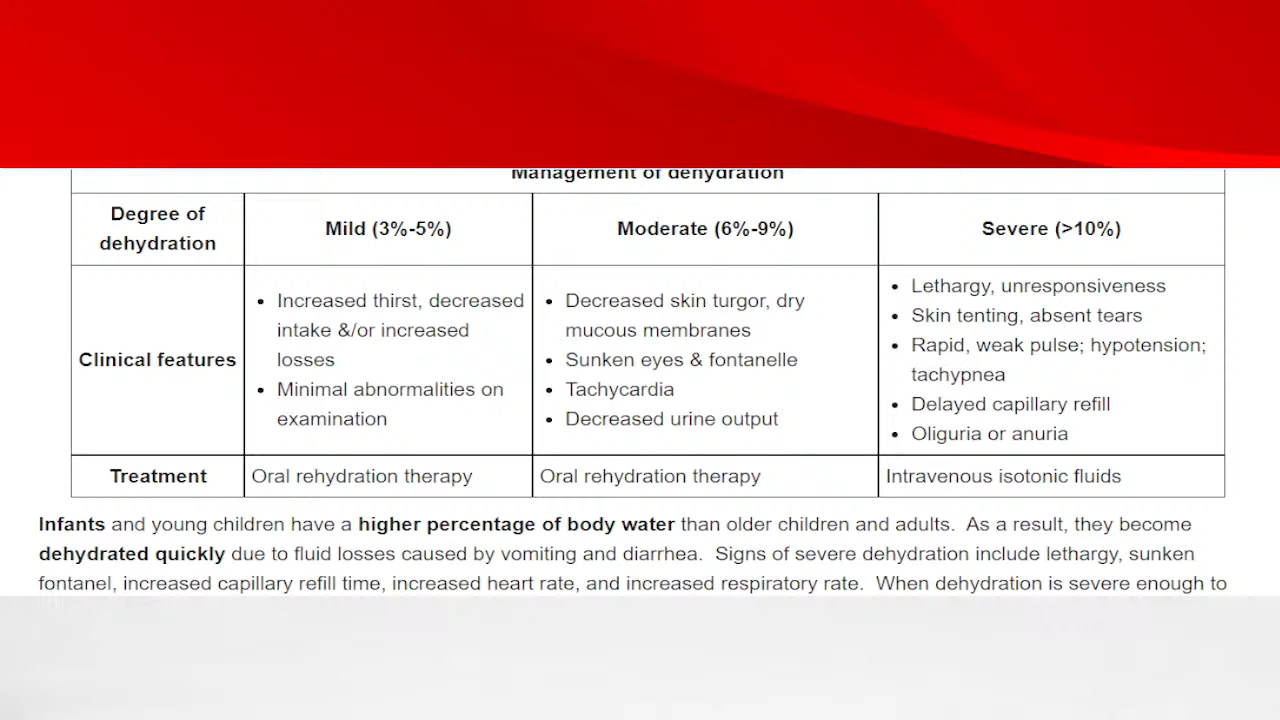 Management of dehydration
Degree of
dehydration
Mild (3%-5%)
Moderate (6%-9%)
Severe (>10%)
Clinical features
• Increased thirst, decreased
intake &/or increased
losses
• Minimal abnormalities on
examination
• Decreased skin turgor, dry
mucous membranes
• Sunken eyes & fontanelle
• Tachycardia
• Decreased urine output
• Lethargy, unresponsiveness
• Skin tenting, absent tears
• Rapid, weak pulse; hypotension;
tachypnea
• Delayed capillary refill
• Oliguria or anuria
Treatment
Oral rehydration therapy
Oral rehydration therapy
Intravenous isotonic fluids
Infants and young children have a higher percentage of body water than older children and adults.  As a result, they become
dehydrated quickly due to fluid losses caused by vomiting and diarrhea.  Signs of severe dehydration include lethargy, sunken
fontanel, increased capillary refill time, increased heart rate, and increased respiratory rate.  When dehydration is severe enough to